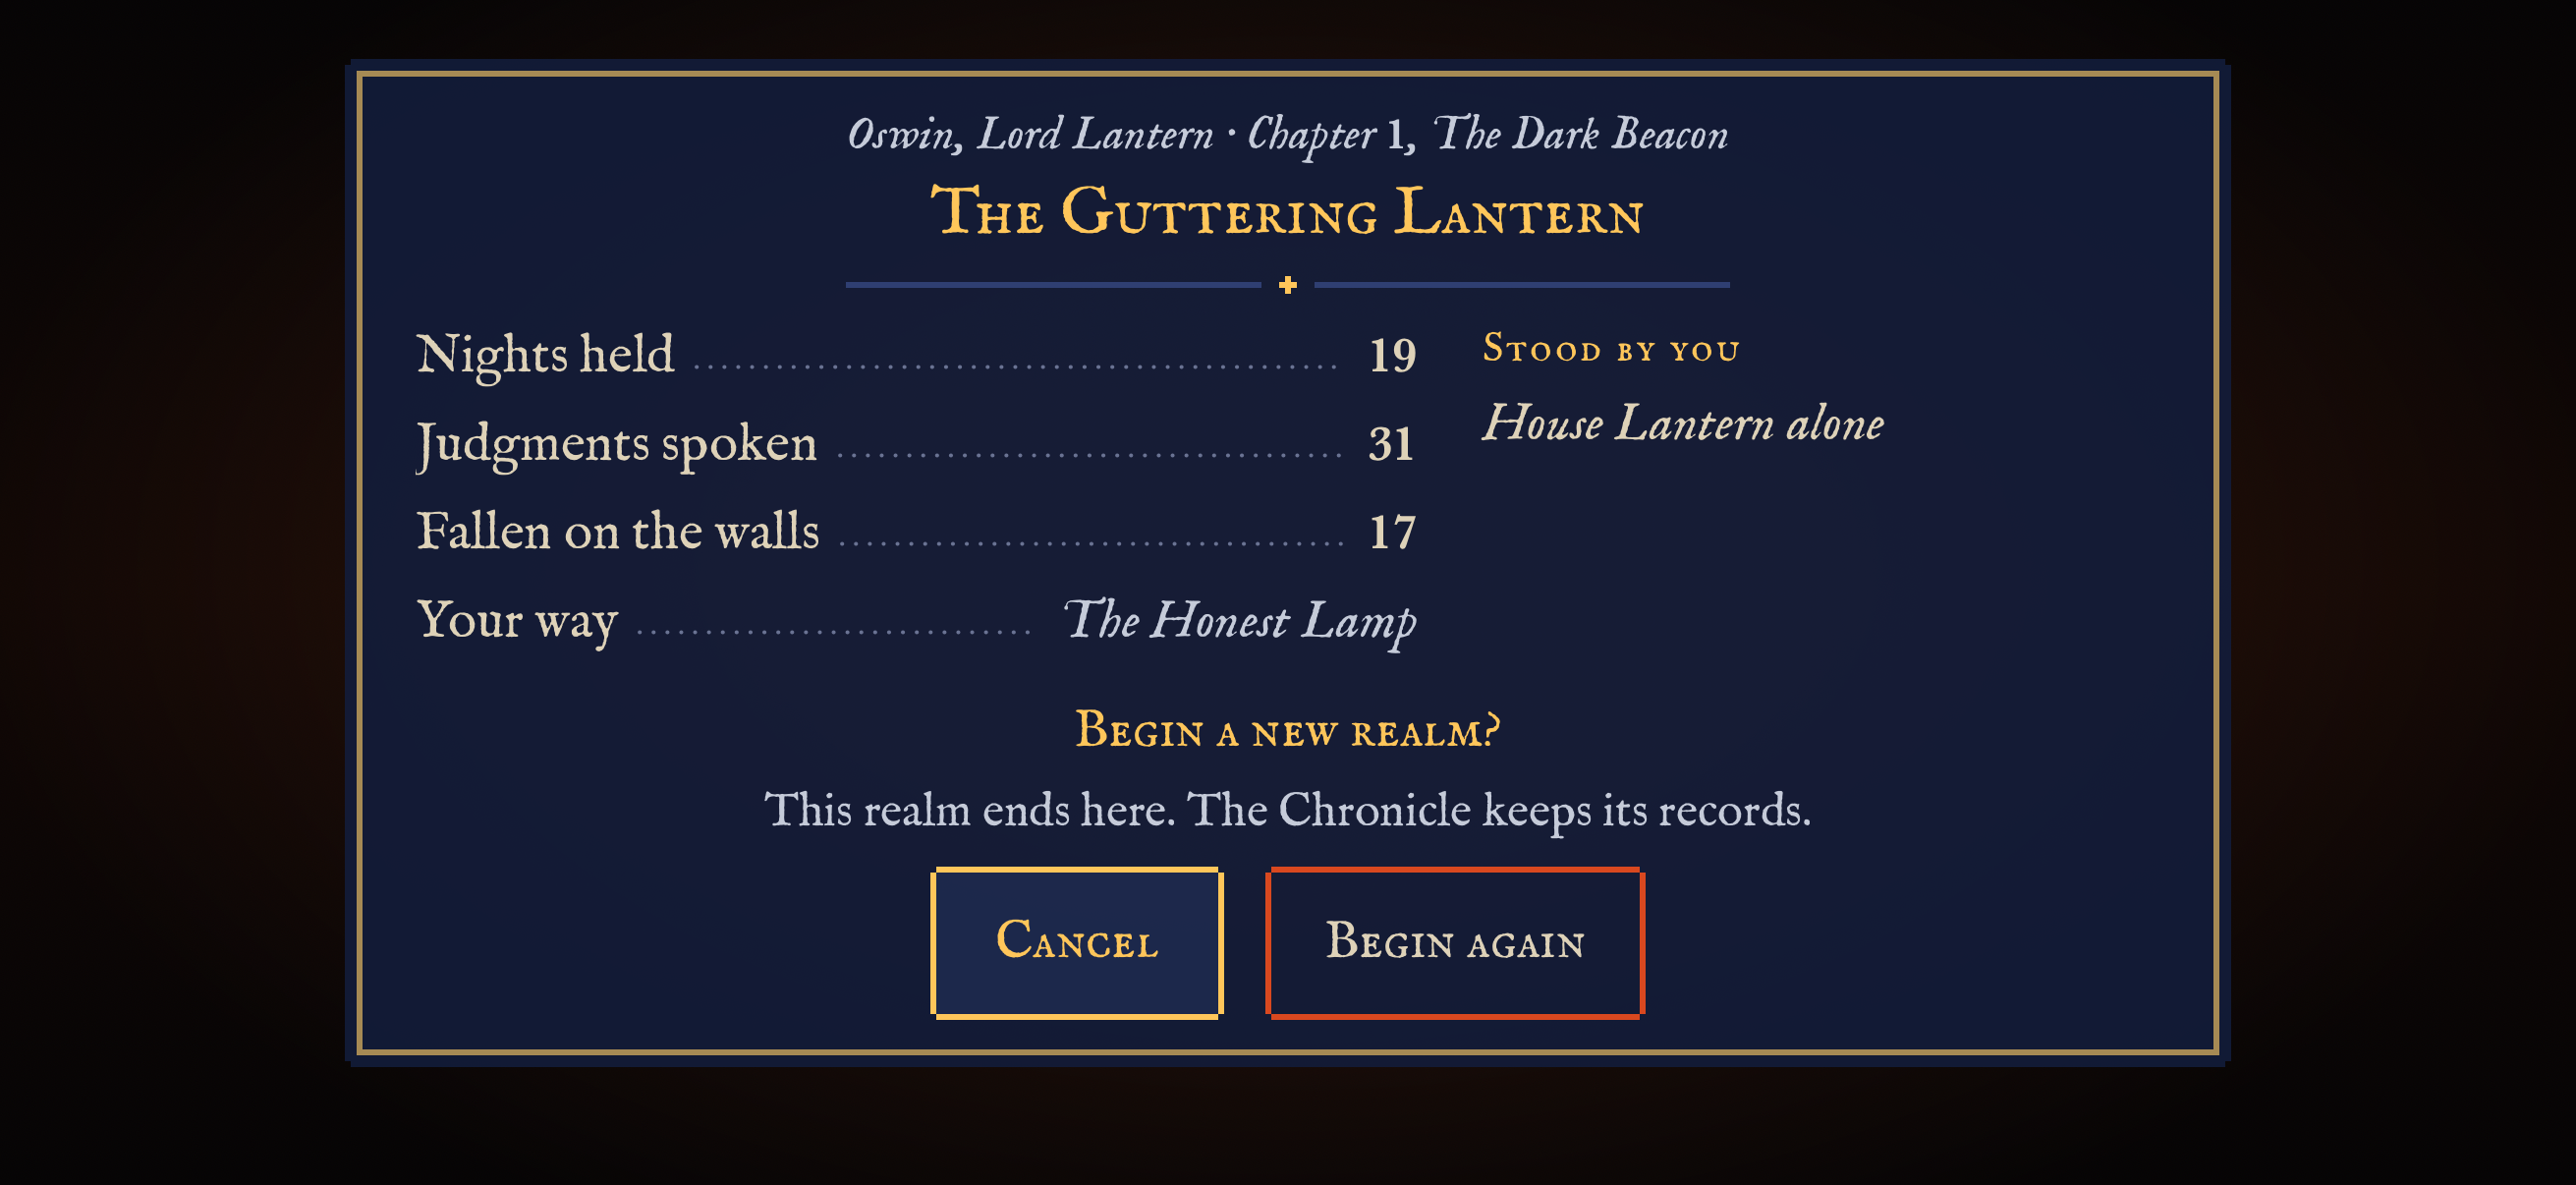 Oswin, Lord Lantern · Chapter 1, The Dark Beacon
The Guttering Lantern
Nights held 19
Judgments spoken 31
Fallen on the walls 17
Your way The Honest Lamp
Stood by you
House Lantern alone
Begin a new realm?
This realm ends here. The Chronicle keeps its records.
Cancel
Begin again